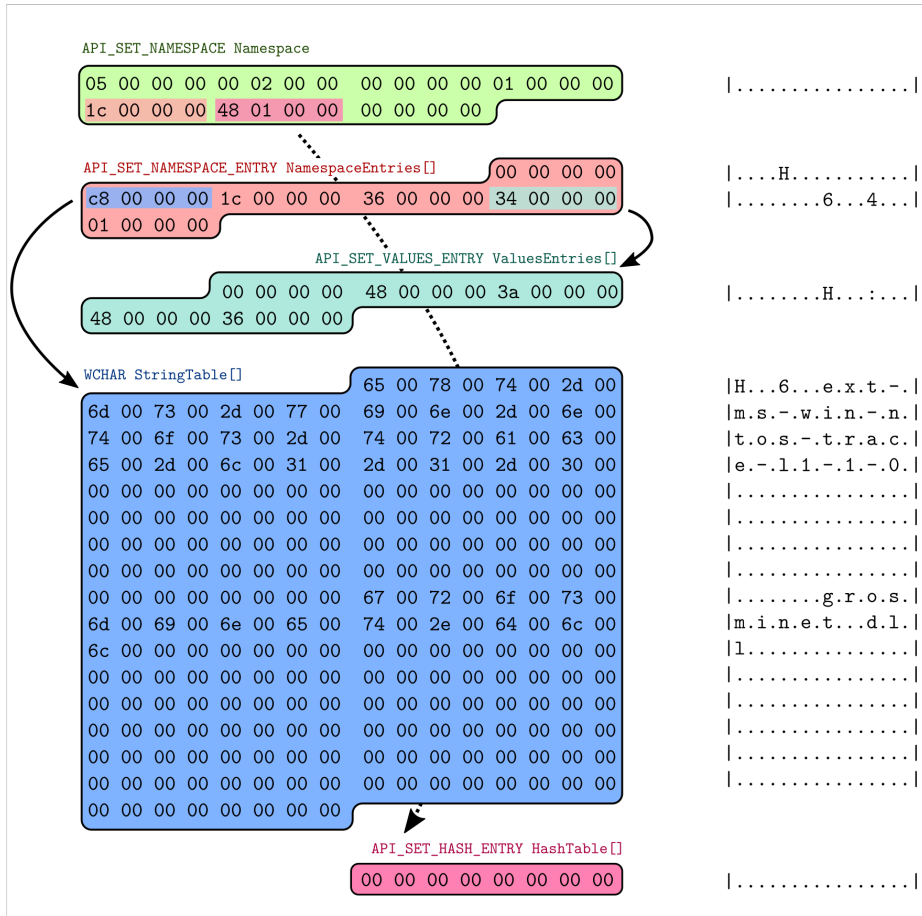 API_SET_NAMESPACE Namespace
05 00 00 00 00 02 00 00 00 00 00 00 01 00 00 00 |................|
1c 00 00 00 48 01 00 00 00 00 00 00
API_SET_NAMESPACE_ENTRY NamespaceEntries[] 00 00 00 00 |....H...........|
c8 00 00 00 1c 00 00 00 36 00 00 00 34 00 00 00 |........6...4...|
01 00 00 00
API_SET_VALUES_ENTRY ValuesEntries[]
00 00 00 00 48 00 00 00 3a 00 00 00 |........H...:...|
48 00 00 00 36 00 00 00
WCHAR StringTable[]
65 00 78 00 74 00 2d 00 |H...6...e.x.t.-.|
6d 00 73 00 2d 00 77 00 69 00 6e 00 2d 00 6e 00 |m.s.-.w.i.n.-.n.|
74 00 6f 00 73 00 2d 00 74 00 72 00 61 00 63 00 |t.o.s.-.t.r.a.c.|
65 00 2d 00 6c 00 31 00 2d 00 31 00 2d 00 30 00 |e.-.l.1.-.1.-.0.|
00 00 00 00 00 00 00 00 00 00 00 00 00 00 00 00 |................|
00 00 00 00 00 00 00 00 00 00 00 00 00 00 00 00 |................|
00 00 00 00 00 00 00 00 00 00 00 00 00 00 00 00 |................|
00 00 00 00 00 00 00 00 00 00 00 00 00 00 00 00 |................|
00 00 00 00 00 00 00 00 67 00 72 00 6f 00 73 00 |........g.r.o.s.|
6d 00 69 00 6e 00 65 00 74 00 2e 00 64 00 6c 00 |m.i.n.e.t...d.l.|
6c 00 00 00 00 00 00 00 00 00 00 00 00 00 00 00 |l...............|
00 00 00 00 00 00 00 00 00 00 00 00 00 00 00 00 |................|
00 00 00 00 00 00 00 00 00 00 00 00 00 00 00 00 |................|
00 00 00 00 00 00 00 00 00 00 00 00 00 00 00 00 |................|
00 00 00 00 00 00 00 00 00 00 00 00 00 00 00 00 |................|
00 00 00 00 00 00 00 00 00 00 00 00 00 00 00 00 |................|
00 00 00 00 00 00 00 00
API_SET_HASH_ENTRY HashTable[]
00 00 00 00 00 00 00 00 |................|